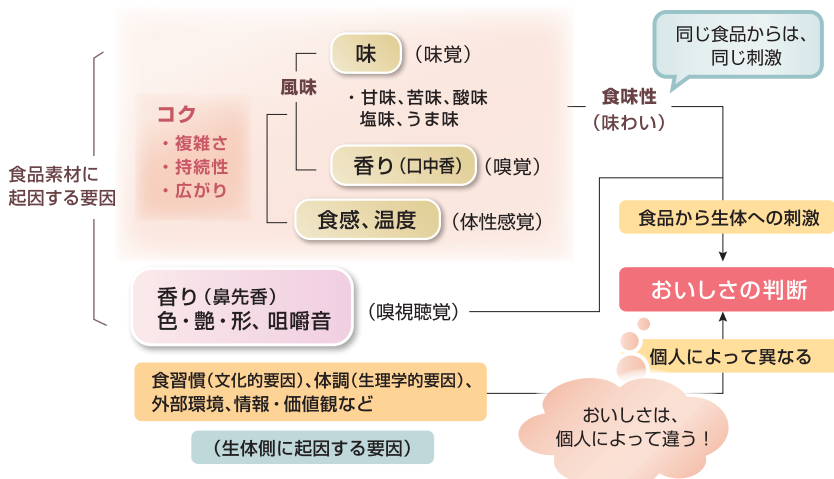 同じ食品からは、
同じ刺激
味
(味覚)
風味
・甘味、苦味、酸味
塩味、うま味
食味性
(味わい)
コク
・複雑さ
・持続性
・広がり
香り(口中香)
(嗅覚)
食品素材に
起因する要因
食感、温度
(体性感覚)
食品から生体への刺激
香り(鼻先香)
色・艶・形、咀嚼音
(嗅視聴覚)
おいしさの判断
個人によって異なる
食習慣(文化的要因)、体調(生理学的要因)、
外部環境、情報・価値観など
(生体側に起因する要因)
おいしさは、
個人によって違う!